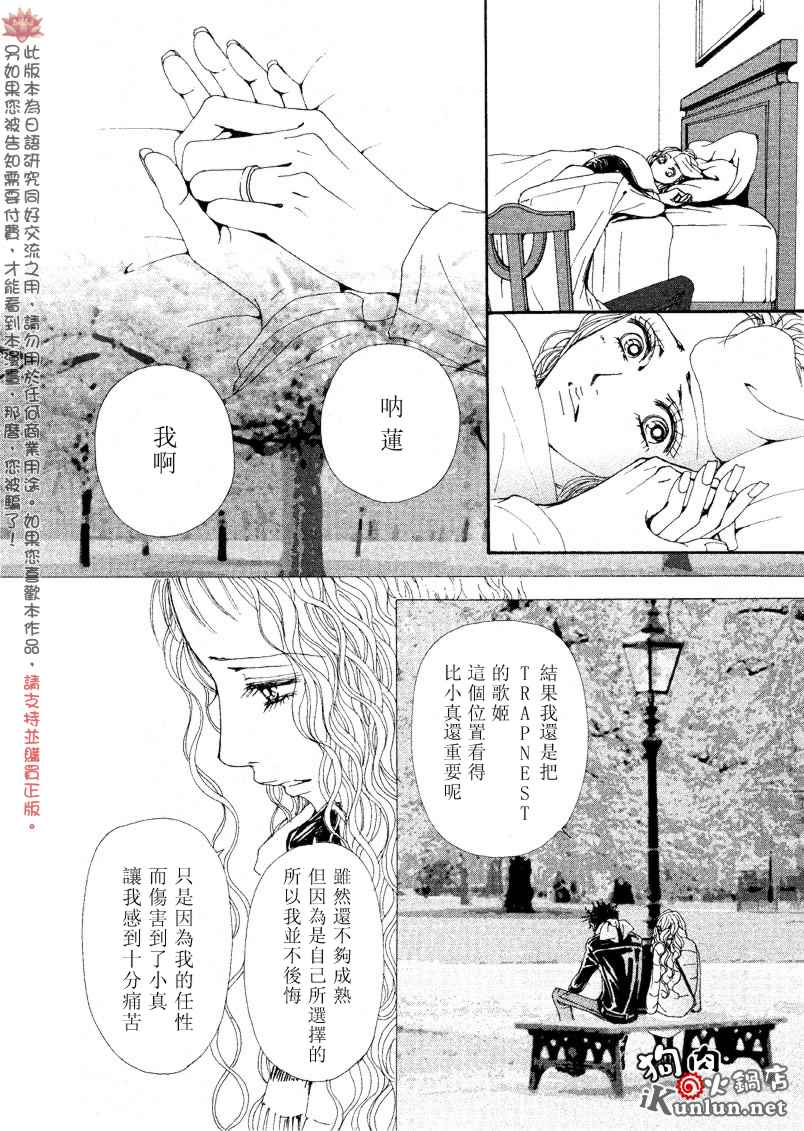 吶蓮
我啊
結果我還是把
TRAPNEST
的歌姬
這個位置看得
比小真還重要呢
雖然還不夠成熟
但因為是自己所選擇的
所以我並不後悔
只是因為我的任性
而傷害到了小真
讓我感到十分痛苦
此版本為日語研究同好交流之用，請勿用於任何商業用途。如果您喜歡本作品，請支持並購買正版。
另如果您被告知需要付費，才能看到本漫畫，那麼，您被騙了！
狗肉
火鍋店
iKunlun.net